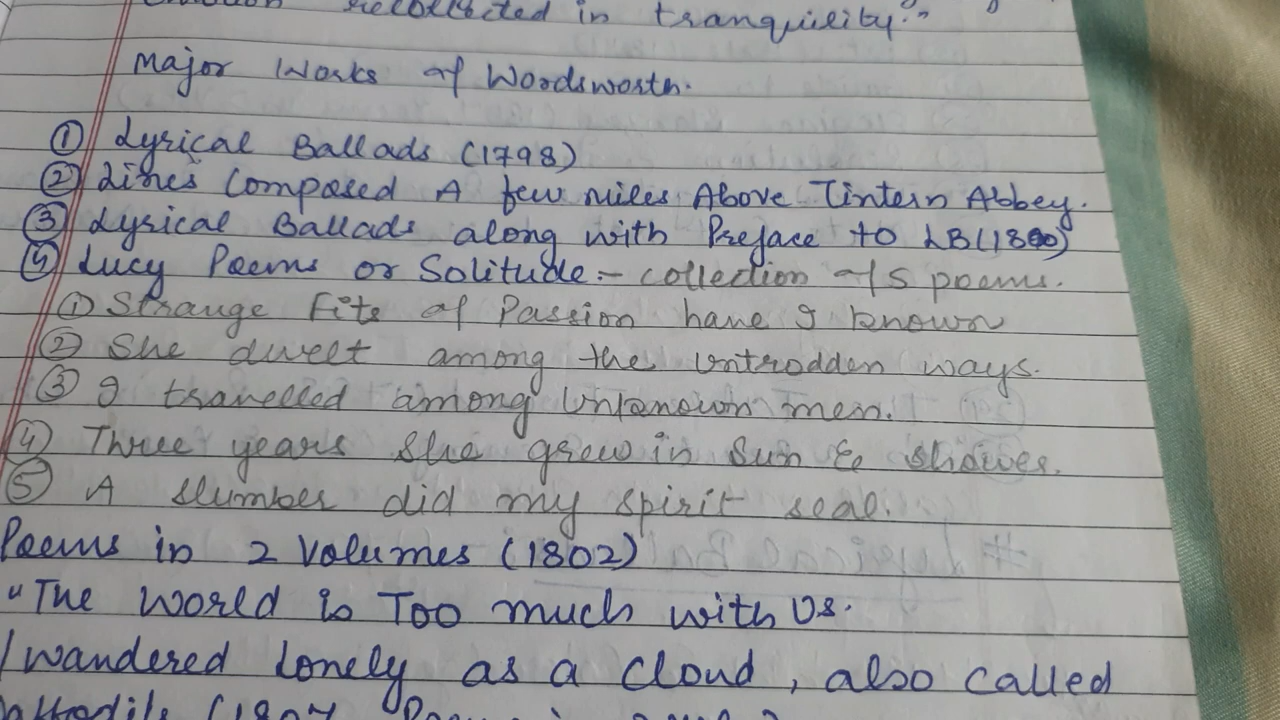 recollected in tranquility."
Major Works of Wordsworth.
① Lyrical Ballads (1798)
② Lines Composed A few miles Above Tintern Abbey.
③ Lyrical Ballads along with Preface to LB(1800)
④ Lucy Poems or Solitude :- collection of 5 poems.
① Strange Fits of Passion have I known
② She dwelt among the Untrodden ways.
③ I travelled among Unknown men.
④ Three years she grew in Sun &
⑤ A slumber did my spirit seal.
Poems in 2 Volumes (1802)
"The World is Too much with Us.
I wandered lonely as a Cloud, also called